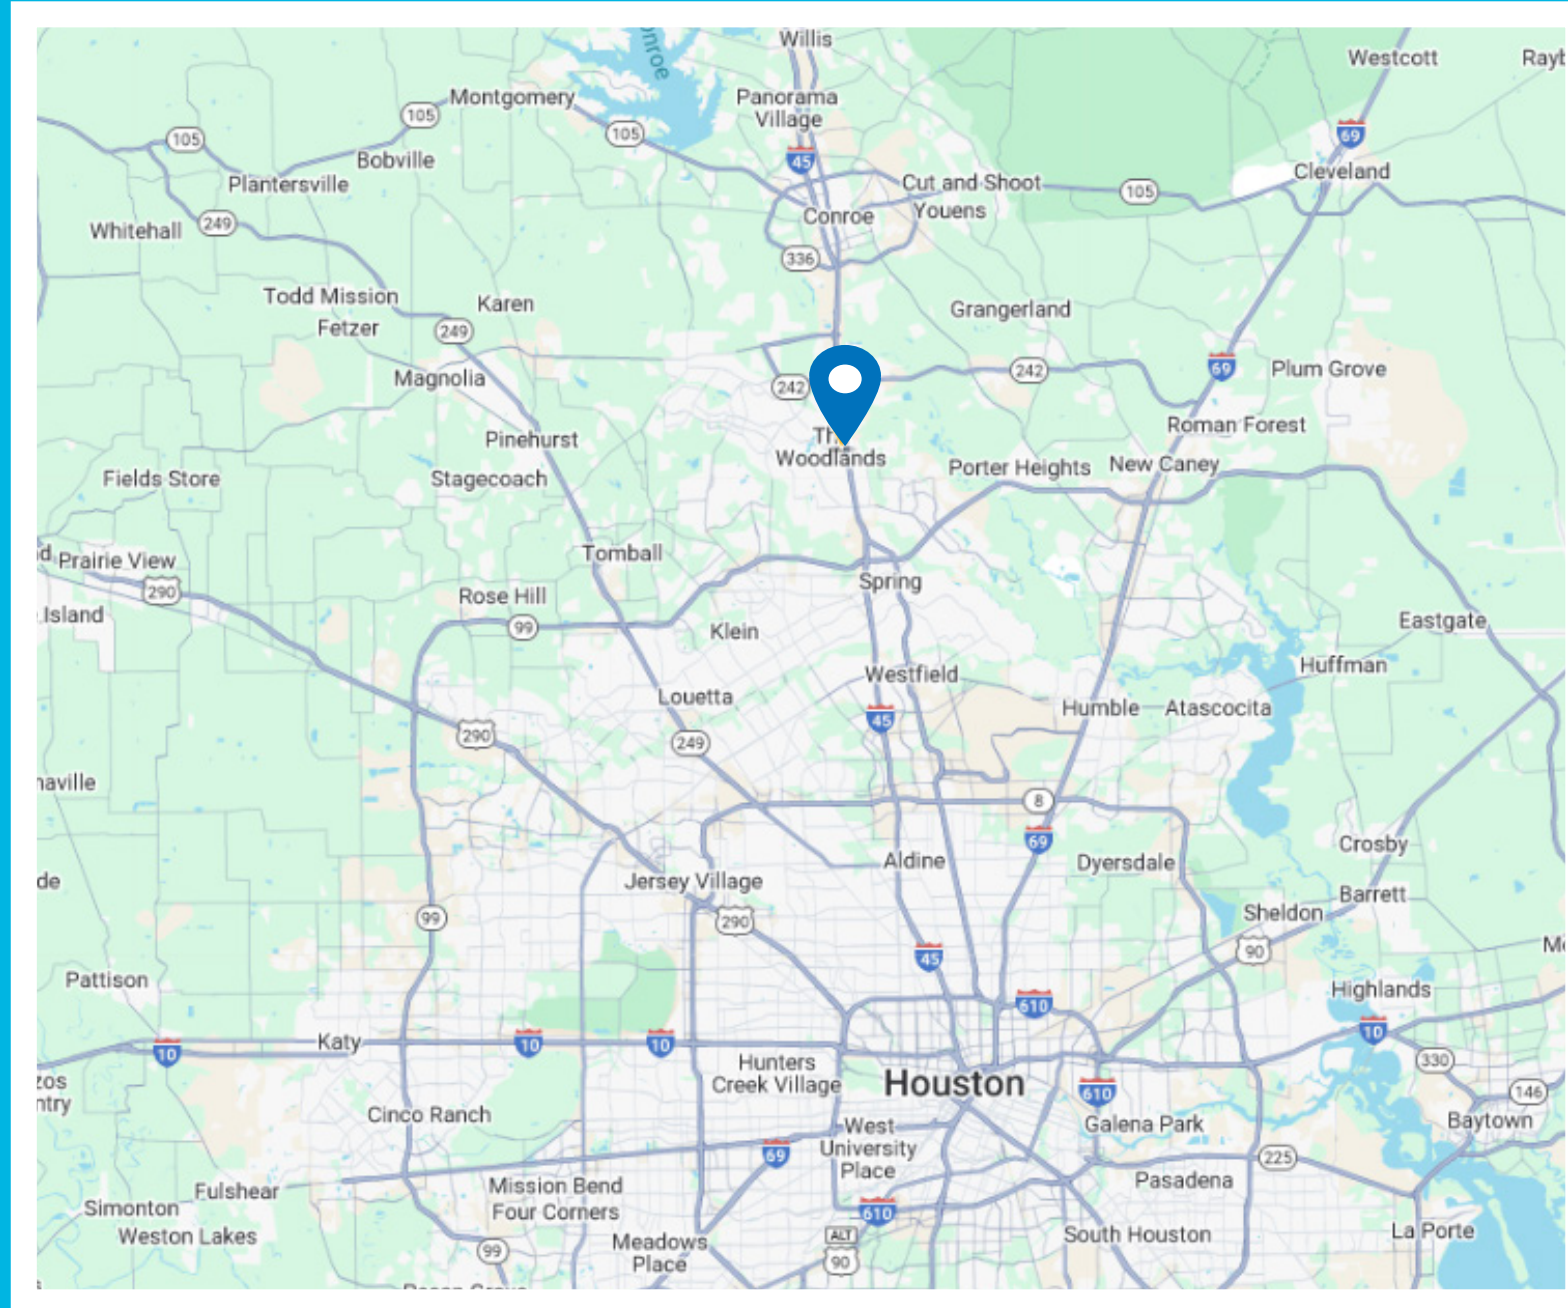 Willis
Westcott
Montgomery
Panorama
Village
105
105
105
69
Bobville
45
Cleveland
Plantersville
Cut and Shoot
105
Youens
Conroe
Whitehall
249
336
Todd Mission
Karen
Grangerland
Fetzer
249
Magnolia
242
242
69
Plum Grove
Roman Forest
Pinehurst
Woodlands
Porter Heights
New Caney
Fields Store
Stagecoach
Tomball
Prairie View
290
Spring
Rose Hill
Island
99
Klein
Eastgate
Westfield
Huffman
Louetta
45
Humble
Atascocita
290
249
8
69
Crosby
Aldine
Dyersdale
Jersey Village
Barrett
99
290
Sheldon
90
45
Pattison
Highlands
610
10
Katy
10
10
10
330
Hunters
Creek Village
Houston
610
146
Cinco Ranch
West
University
Place
Galena Park
Baytown
69
225
Fulshear
Mission Bend
Four Corners
Pasadena
Simonton
610
Weston Lakes
99
Meadows
Place
ALT
90
South Houston
La Porte